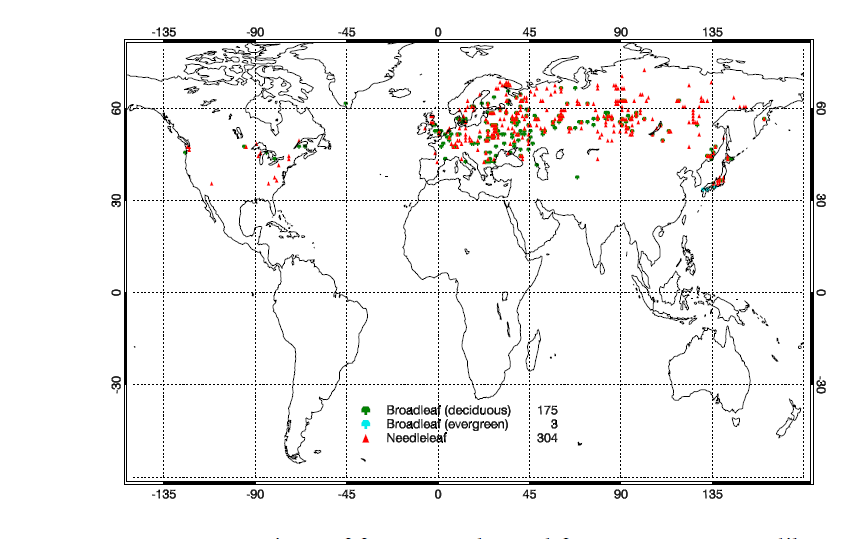 -135 -90 -45 0 45 90 135
60 60
30 30
0 0
-30 -30
Broadleaf (deciduous) 175
Broadleaf (evergreen) 3
Needleleaf 304
-135 -90 -45 0 45 90 135